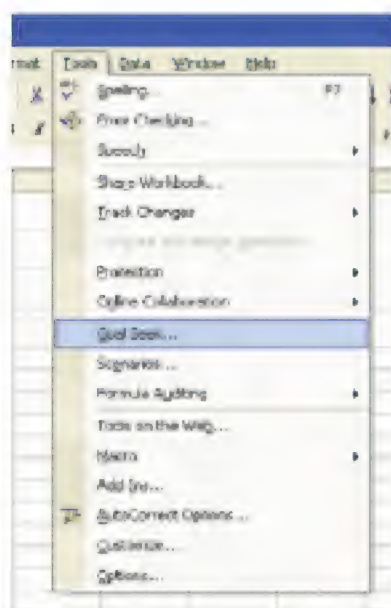 Tools Data Window Help
Spelling... F7
Error Checking...
Speech
Share Workbook...
Track Changes
Protection
Online Collaboration
Goal Seek...
Scenarios...
Formula Auditing
Tools on the Web...
Macro
Add-Ins...
AutoCorrect Options...
Customize...
Options...